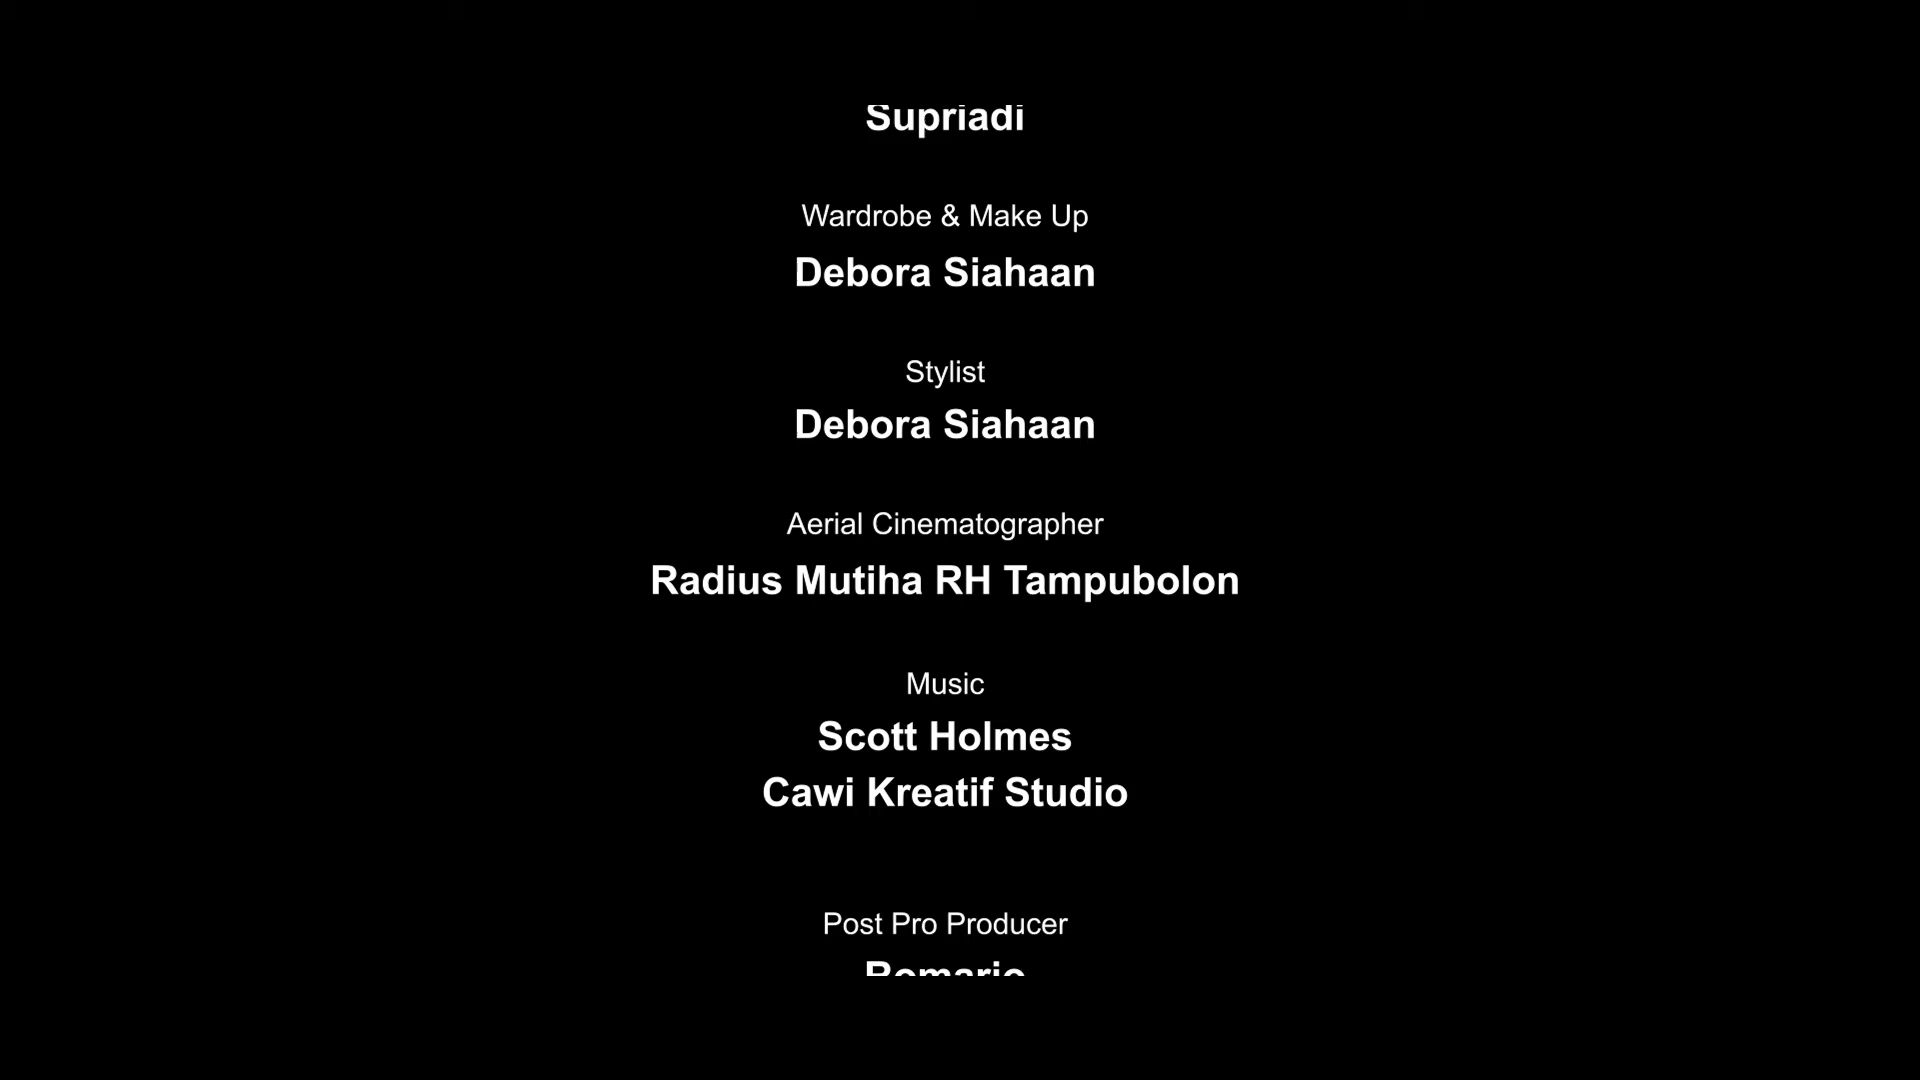 Supriadi
Wardrobe & Make Up
Debora Siahaan
Stylist
Debora Siahaan
Aerial Cinematographer
Radius Mutiha RH Tampubolon
Music
Scott Holmes
Cawi Kreatif Studio
Post Pro Producer